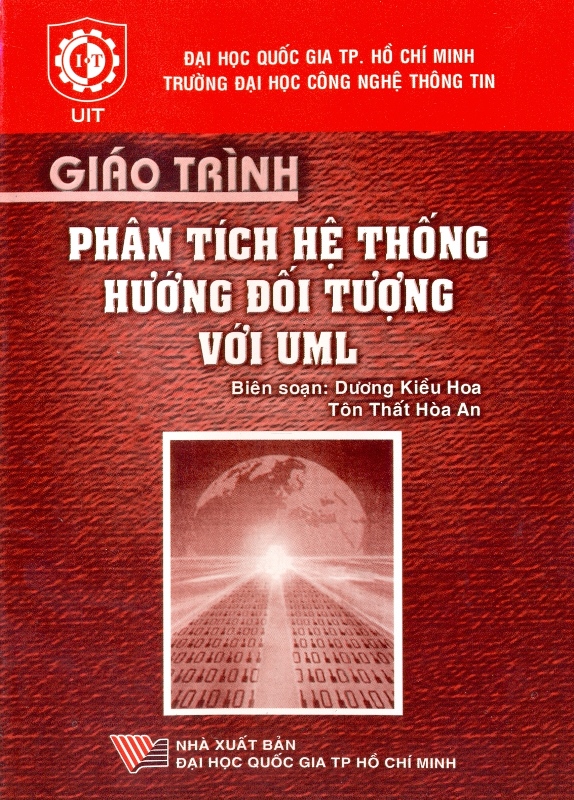 I·T
UIT
ĐẠI HỌC QUỐC GIA TP. HỒ CHÍ MINH
TRƯỜNG ĐẠI HỌC CÔNG NGHỆ THÔNG TIN
GIÁO TRÌNH
PHÂN TÍCH HỆ THỐNG
HƯỚNG ĐỐI TƯỢNG
VỚI UML
Biên soạn: Dương Kiều Hoa
Tôn Thất Hòa An
NHÀ XUẤT BẢN
ĐẠI HỌC QUỐC GIA TP HỒ CHÍ MINH